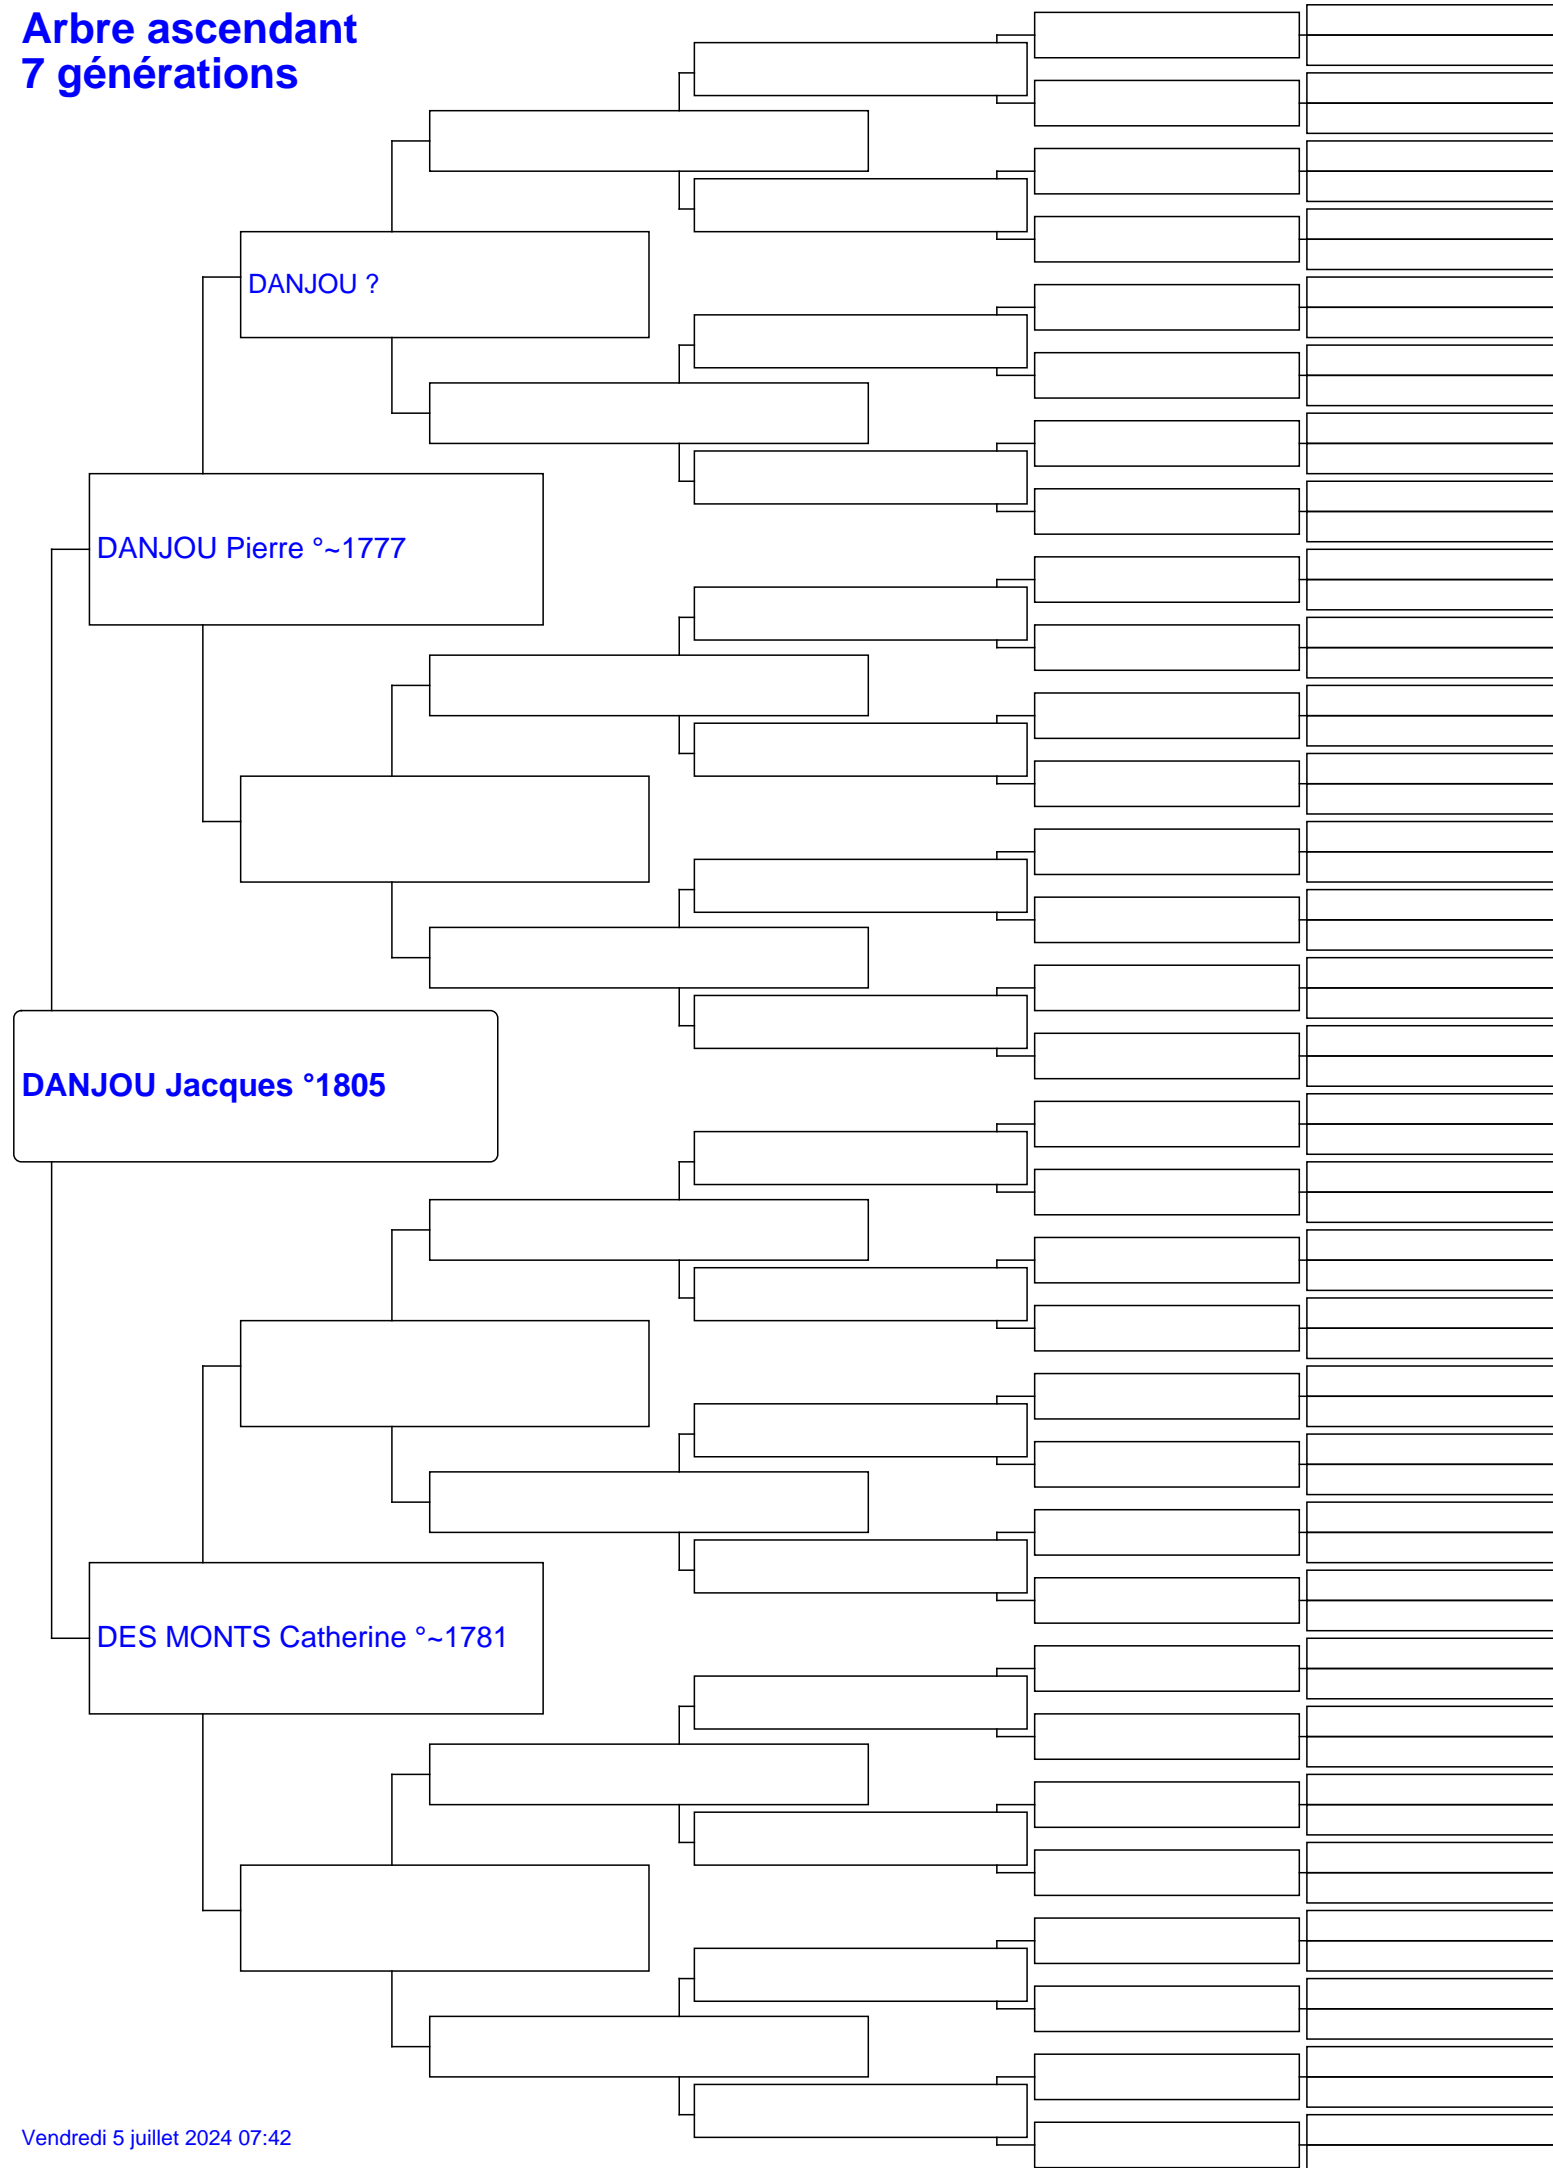 Arbre ascendant
7 générations
DANJOU ?
DANJOU Pierre °~1777
DANJOU Jacques °1805
DES MONTS Catherine °~1781
Vendredi 5 juillet 2024 07:42